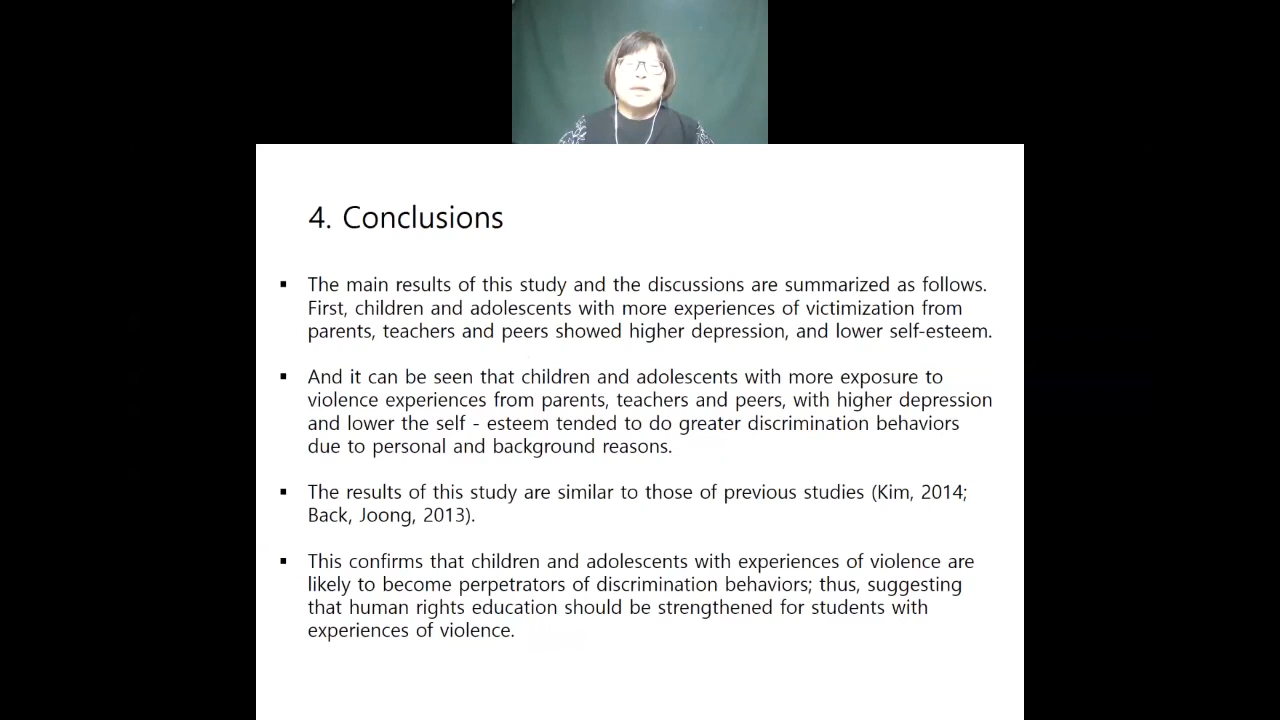 4. Conclusions
▪ The main results of this study and the discussions are summarized as follows.
First, children and adolescents with more experiences of victimization from
parents, teachers and peers showed higher depression, and lower self-esteem.
▪ And it can be seen that children and adolescents with more exposure to
violence experiences from parents, teachers and peers, with higher depression
and lower the self - esteem tended to do greater discrimination behaviors
due to personal and background reasons.
▪ The results of this study are similar to those of previous studies (Kim, 2014;
Back, Joong, 2013).
▪ This confirms that children and adolescents with experiences of violence are
likely to become perpetrators of discrimination behaviors; thus, suggesting
that human rights education should be strengthened for students with
experiences of violence.